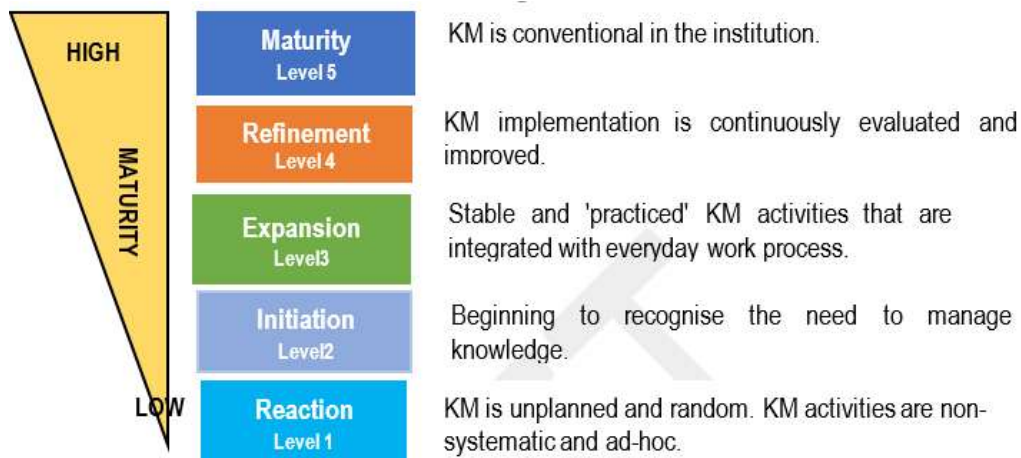 HIGH
MATURITY
LOW
Maturity
Level 5
KM is conventional in the institution.
Refinement
Level 4
KM implementation is continuously evaluated and
improved.
Expansion
Level3
Stable and 'practiced' KM activities that are
integrated with everyday work process.
Initiation
Level2
Beginning to recognise the need to manage
knowledge.
Reaction
Level 1
KM is unplanned and random. KM activities are non-
systematic and ad-hoc.